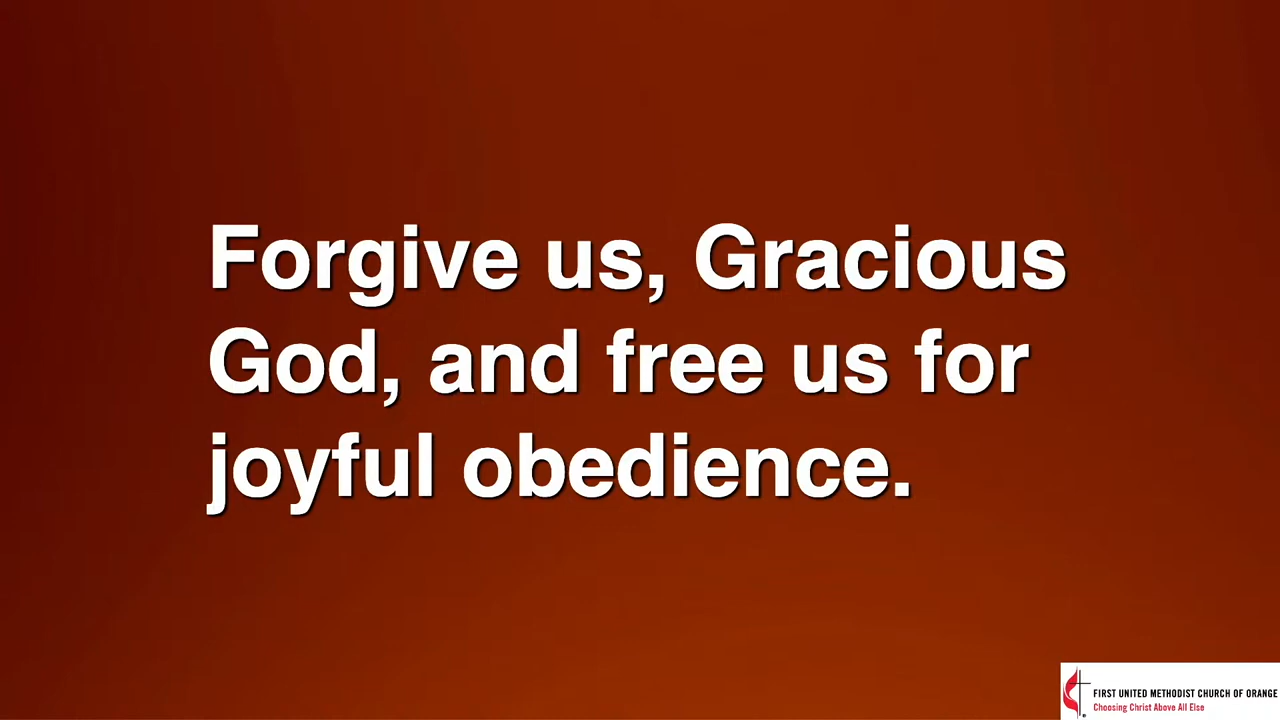 Forgive us, Gracious
God, and free us for
joyful obedience.
FIRST UNITED METHODIST CHURCH OF ORANGE
Choosing Christ Above All Else